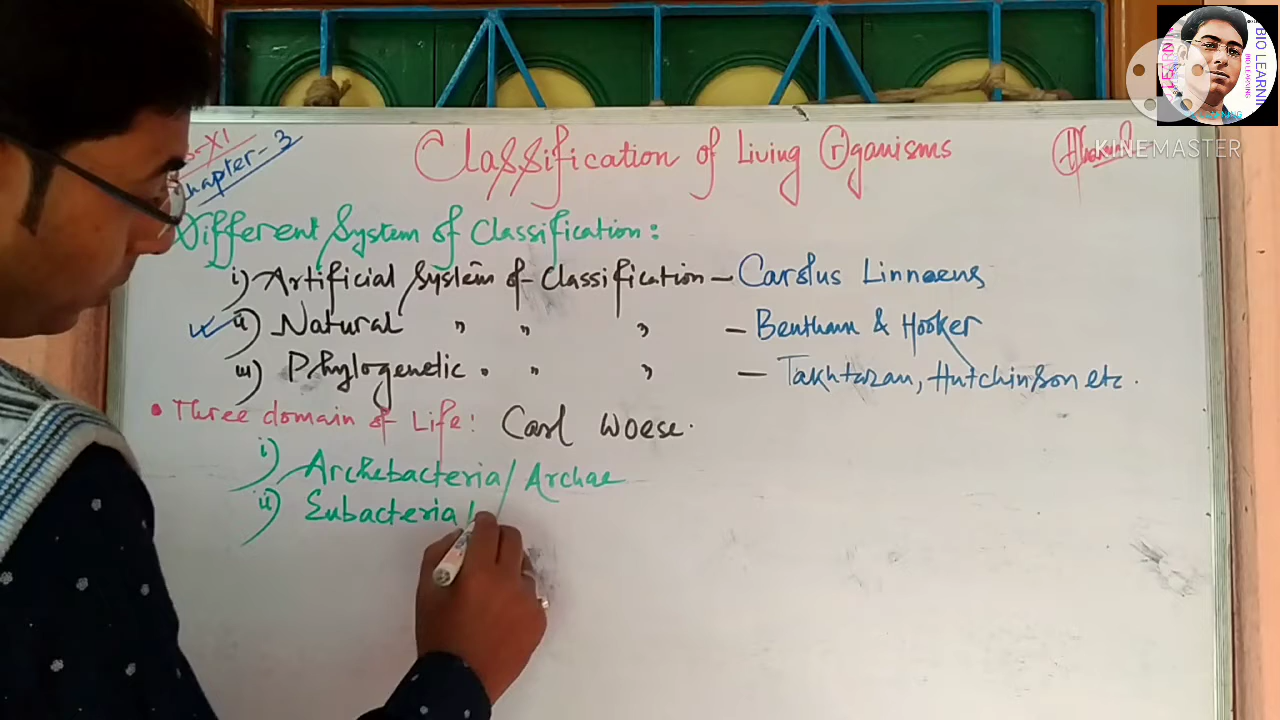 XI
Chapter-3
Classification of Living Organisms
KINEMASTER
BIO LEARNING
Different System of Classification:
i) Artificial System of Classification - Carolus Linnaeus
ii) Natural " " " - Bentham & Hooker
iii) Phylogenetic " " " - Takhtazan, Hutchinson etc.
• Three domain of Life: Carl Woese.
i) Archebacteria/Archae
ii) Eubacteria/